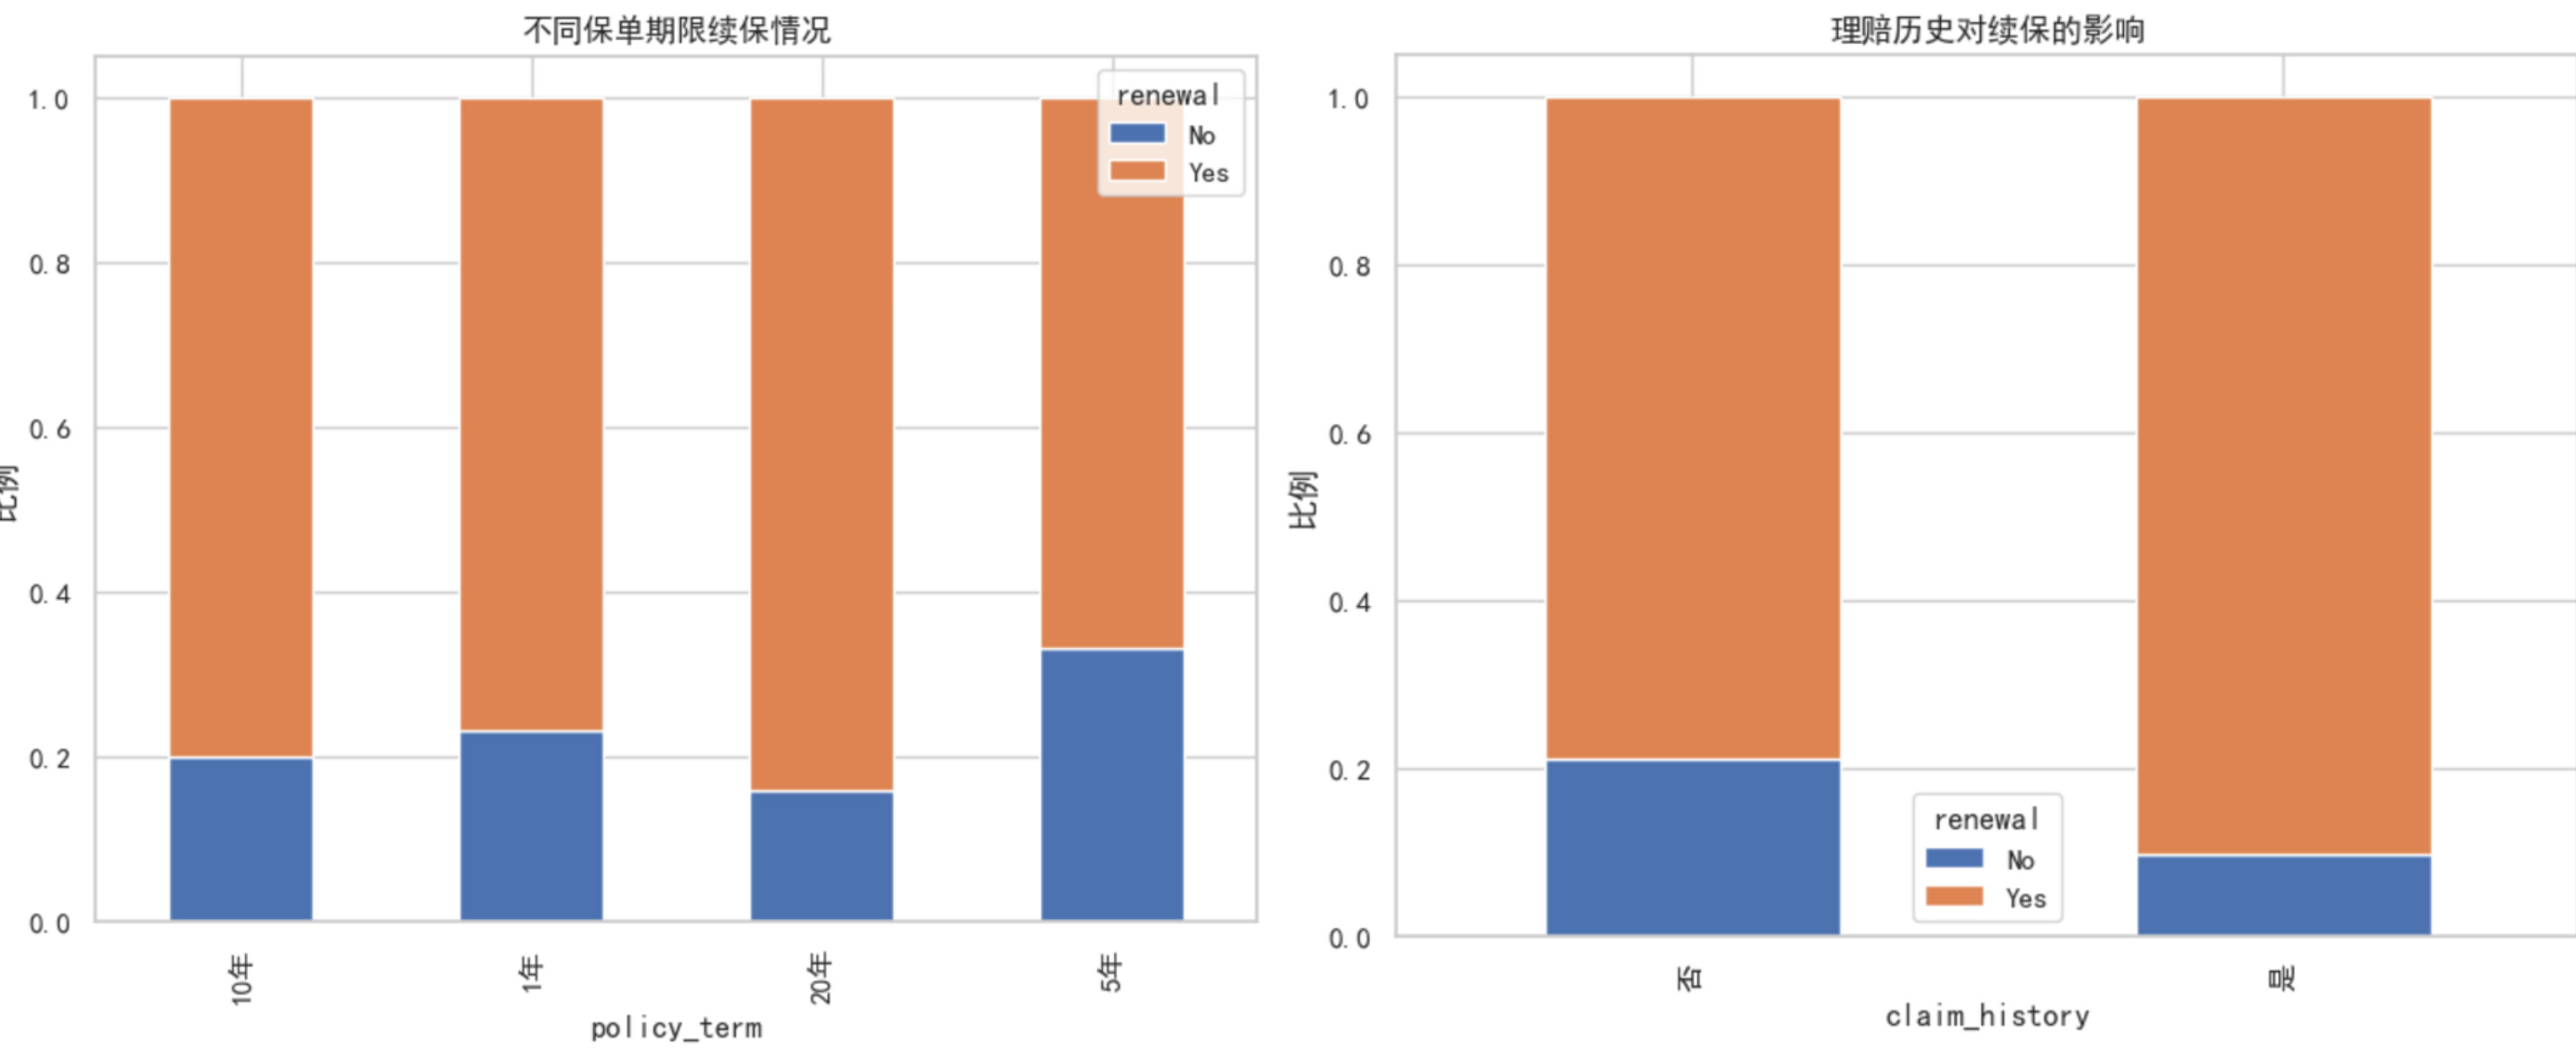 不同保单期限续保情况
renewal
No
Yes
1.0
0.8
0.6
0.4
0.2
0.0
比例
10年
1年
20年
5年
policy_term
理赔历史对续保的影响
1.0
0.8
0.6
0.4
0.2
0.0
比例
renewal
No
Yes
否
是
claim_history